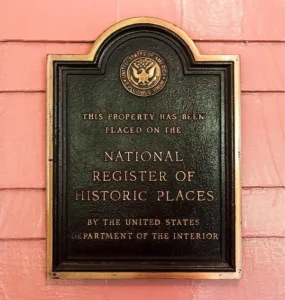 THIS PROPERTY HAS BEEN
PLACED ON THE
NATIONAL
REGISTER OF
HISTORIC PLACES
BY THE UNITED STATES
DEPARTMENT OF THE INTERIOR